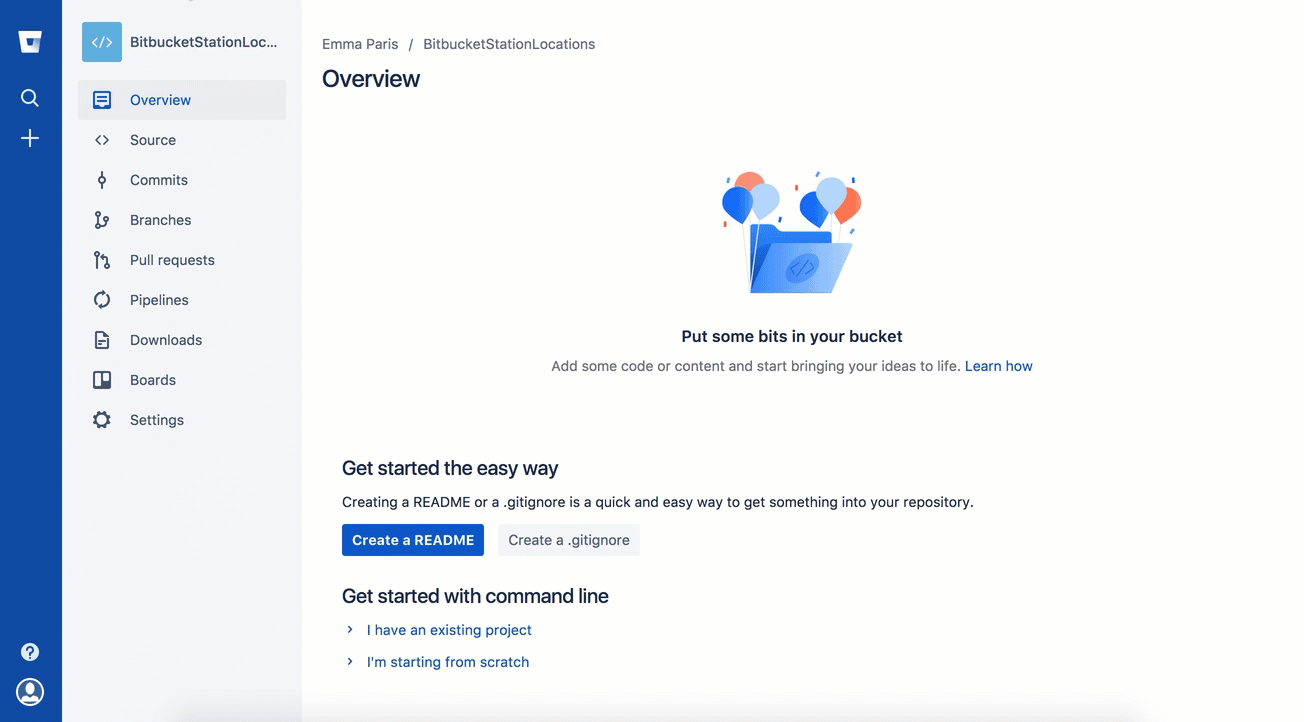 BitbucketStationLoc...
Overview
Source
Commits
Branches
Pull requests
Pipelines
Downloads
Boards
Settings
Emma Paris / BitbucketStationLocations
Overview
Put some bits in your bucket
Add some code or content and start bringing your ideas to life. Learn how
Get started the easy way
Creating a README or a .gitignore is a quick and easy way to get something into your repository.
Create a README Create a .gitignore
Get started with command line
I have an existing project
I'm starting from scratch